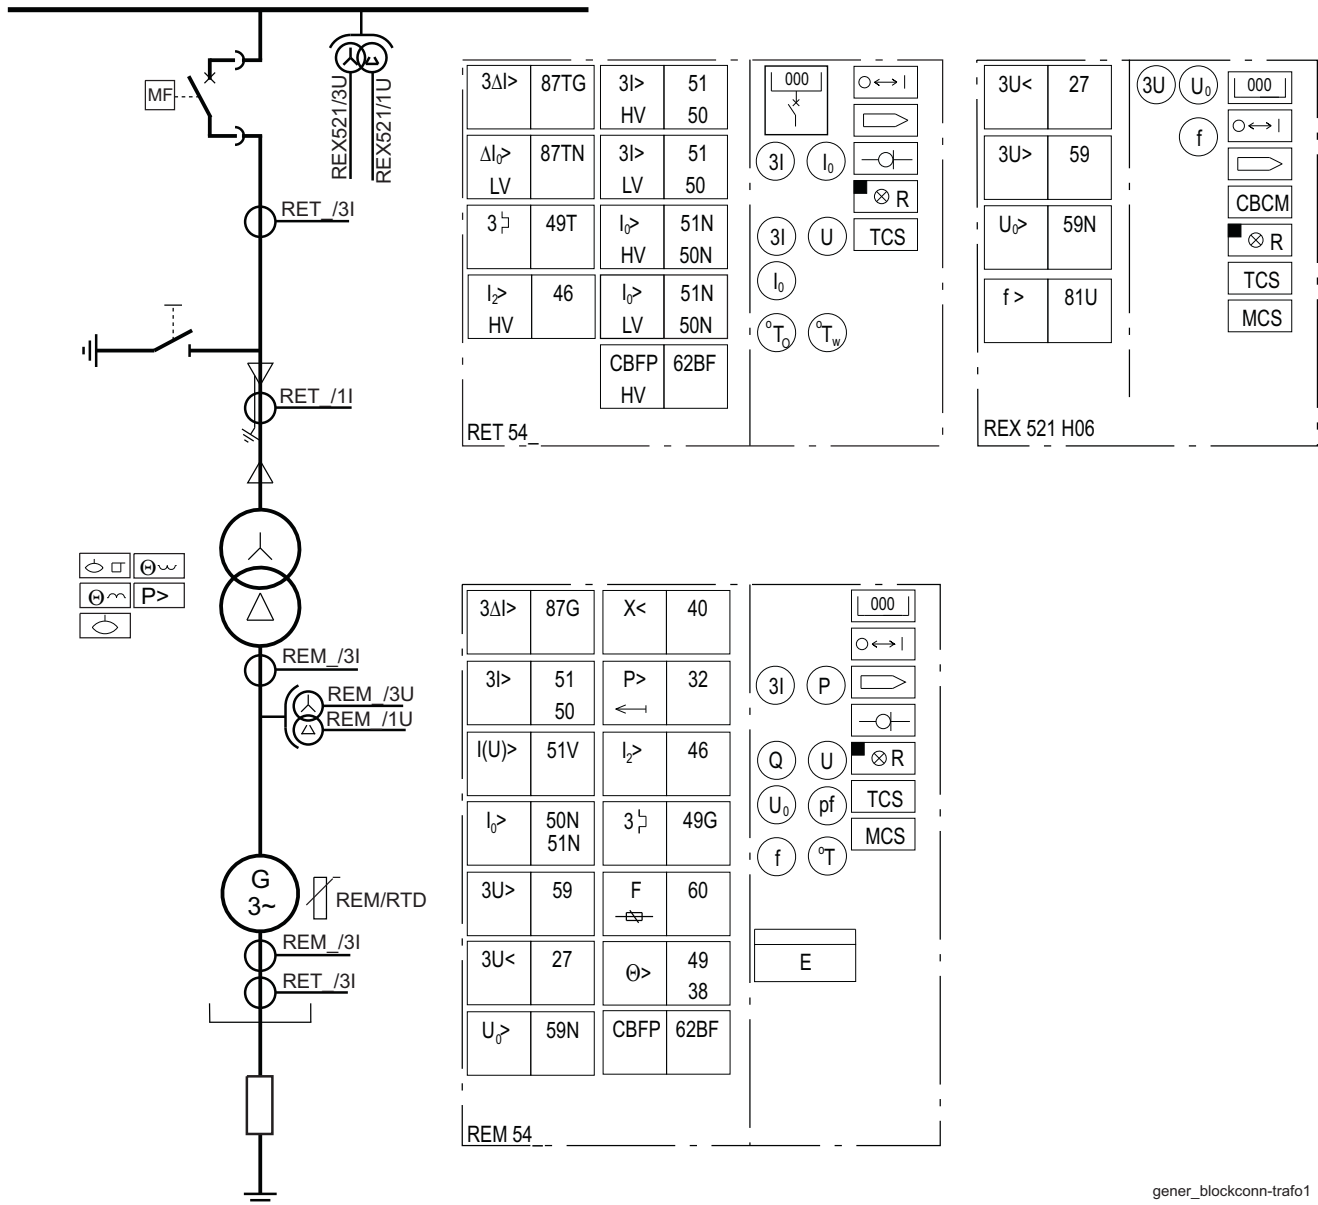 MF
REX521/3U
REX521/1U
RET_/3I
RET_/1I
Θ
Θ P>
REM_/3I
REM_/3U
REM_/1U
G
3~
REM/RTD
REM_/3I
RET_/3I
3ΔI> 87TG 3I> 51
HV 50
ΔI₀> 87TN 3I> 51
LV LV 50
3 49T I₀> 51N
HV 50N
I₂> 46 I₀> 51N
HV LV 50N
CBFP 62BF
HV
000
3I I₀
R
3I U TCS
I₀
°T₀ °Tw
RET 54_
3U< 27
3U> 59
U₀> 59N
f > 81U
3U U₀ 000
f
CBCM
R
TCS
MCS
REX 521 H06
3ΔI> 87G X< 40
3I> 51 P> 32
50
I(U)> 51V I₂> 46
I₀> 50N 3 49G
51N
3U> 59 F 60
3U< 27 Θ> 49
38
U₀> 59N CBFP 62BF
000
3I P
Q U R
U₀ pf TCS
MCS
f °T
E
REM 54_
gener_blockconn-trafo1